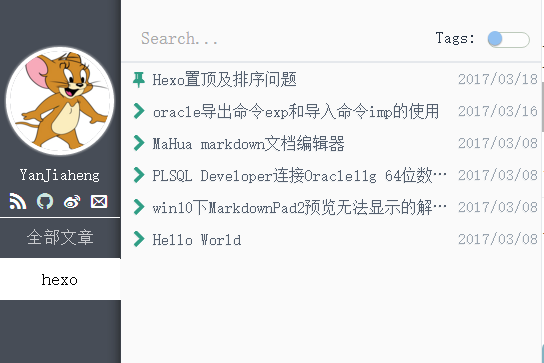 YanJiaheng
全部文章
hexo
Search...
Tags:
Hexo置顶及排序问题 2017/03/18
oracle导出命令exp和导入命令imp的使用 2017/03/16
MaHua markdown文档编辑器 2017/03/08
PLSQL Developer连接Oracle11g 64位数… 2017/03/08
win10下MarkdownPad2预览无法显示的解… 2017/03/08
Hello World 2017/03/08